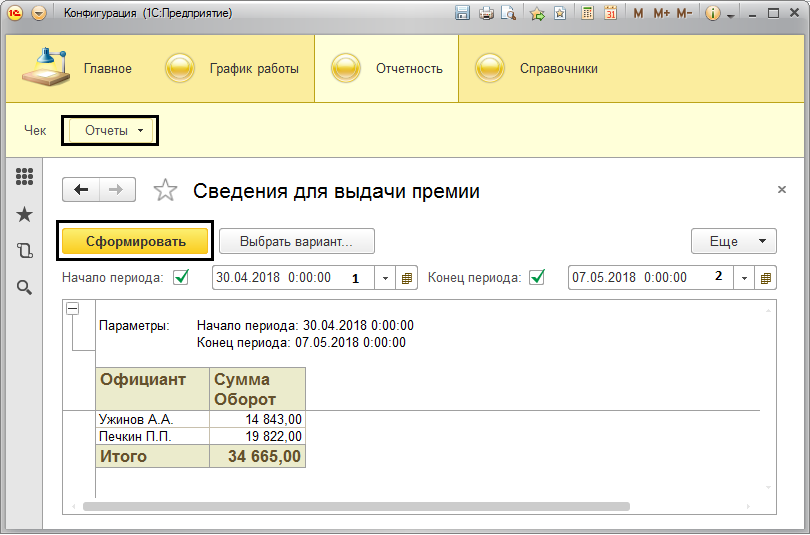 Конфигурация (1С:Предприятие)
M M+ M-
31
Главное График работы Отчетность Справочники
Чек Отчеты
Сведения для выдачи премии
Сформировать Выбрать вариант... Еще
Начало периода: 30.04.2018 0:00:00 1 Конец периода: 07.05.2018 0:00:00 2
Параметры: Начало периода: 30.04.2018 0:00:00
Конец периода: 07.05.2018 0:00:00
Официант Сумма
Оборот
Ужинов А.А. 14 843,00
Печкин П.П. 19 822,00
Итого 34 665,00